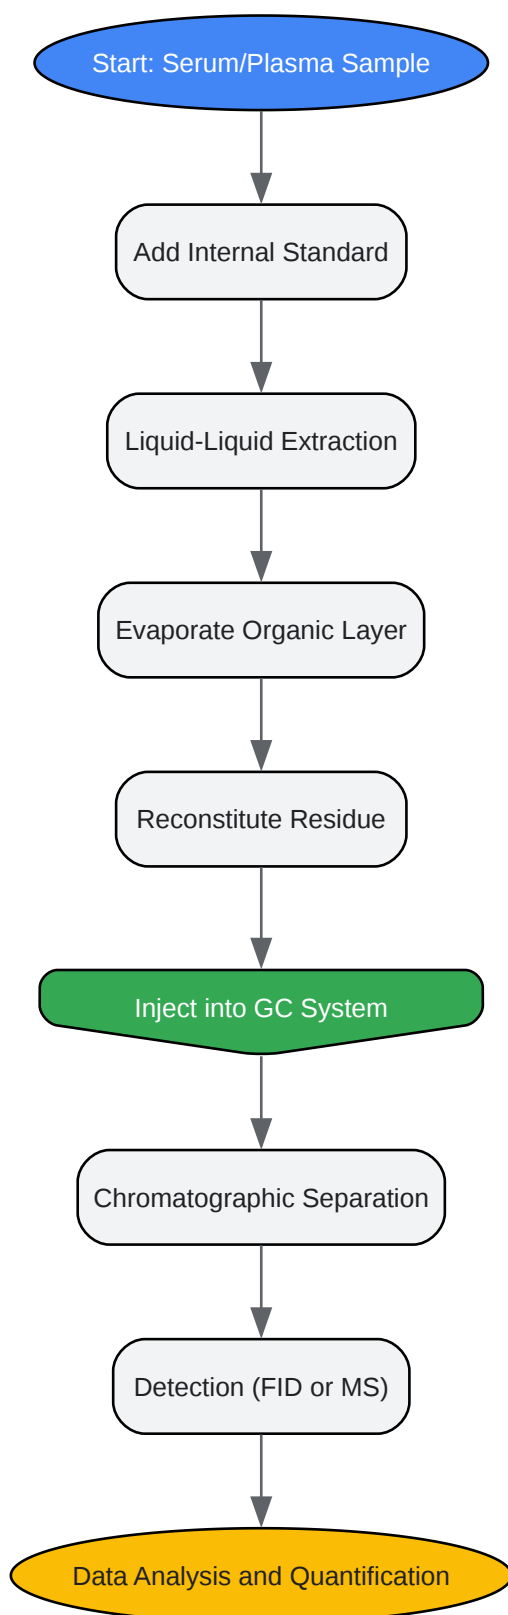 Start: Serum/Plasma Sample
Add Internal Standard
Liquid-Liquid Extraction
Evaporate Organic Layer
Reconstitute Residue
Inject into GC System
Chromatographic Separation
Detection (FID or MS)
Data Analysis and Quantification